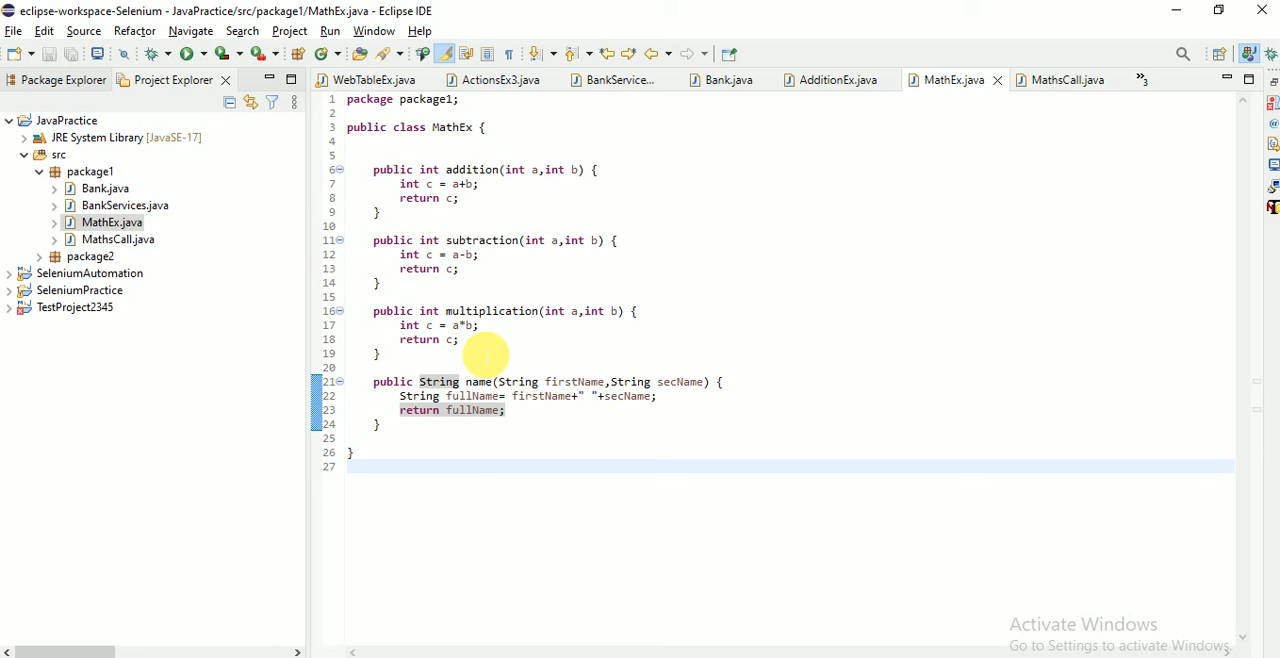 eclipse-workspace-Selenium - JavaPractice/src/package1/MathEx.java - Eclipse IDE
File Edit Source Refactor Navigate Search Project Run Window Help
Package Explorer Project Explorer
WebTableEx.java ActionsEx3.java BankService... Bank.java AdditionEx.java MathEx.java MathsCall.java »3
JavaPractice
JRE System Library [JavaSE-17]
src
package1
Bank.java
BankServices.java
MathEx.java
MathsCall.java
package2
SeleniumAutomation
SeleniumPractice
TestProject2345
1 package package1;
2
3 public class MathEx {
4
5
6 public int addition(int a,int b) {
7 int c = a+b;
8 return c;
9 }
10
11 public int subtraction(int a,int b) {
12 int c = a-b;
13 return c;
14 }
15
16 public int multiplication(int a,int b) {
17 int c = a*b;
18 return c;
19 }
20
21 public String name(String firstName,String secName) {
22 String fullName= firstName+" "+secName;
23 return fullName;
24 }
25
26 }
27
Activate Windows
Go to Settings to activate Windows.